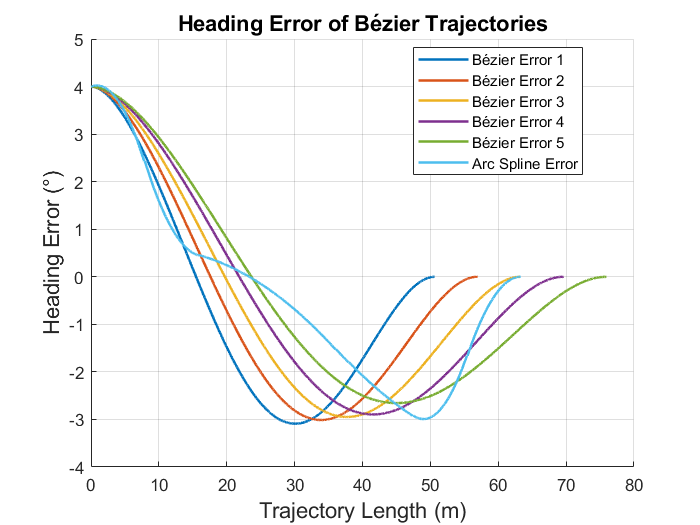 Heading Error of Bézier Trajectories
5
4
3
2
1
0
-1
-2
-3
-4
Heading Error (°)
Bézier Error 1
Bézier Error 2
Bézier Error 3
Bézier Error 4
Bézier Error 5
Arc Spline Error
0 10 20 30 40 50 60 70 80
Trajectory Length (m)